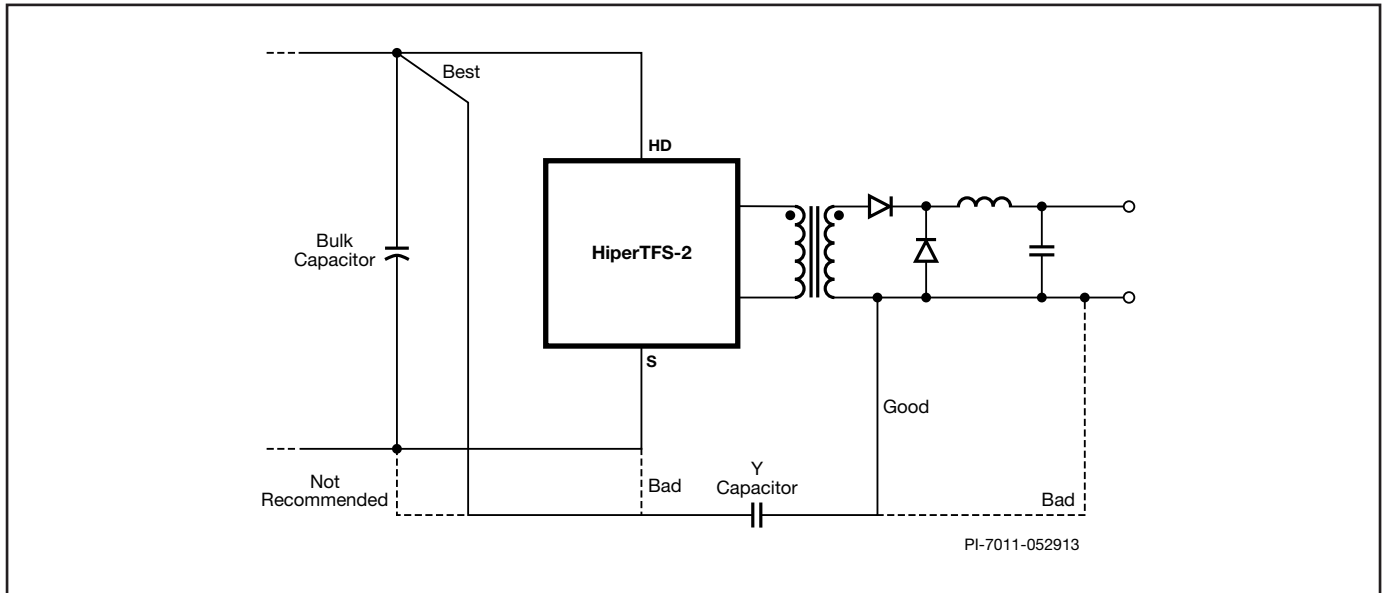 Best
HD
Bulk
Capacitor
HiperTFS-2
S
Good
Not
Recommended
Bad
Y
Capacitor
Bad
PI-7011-052913